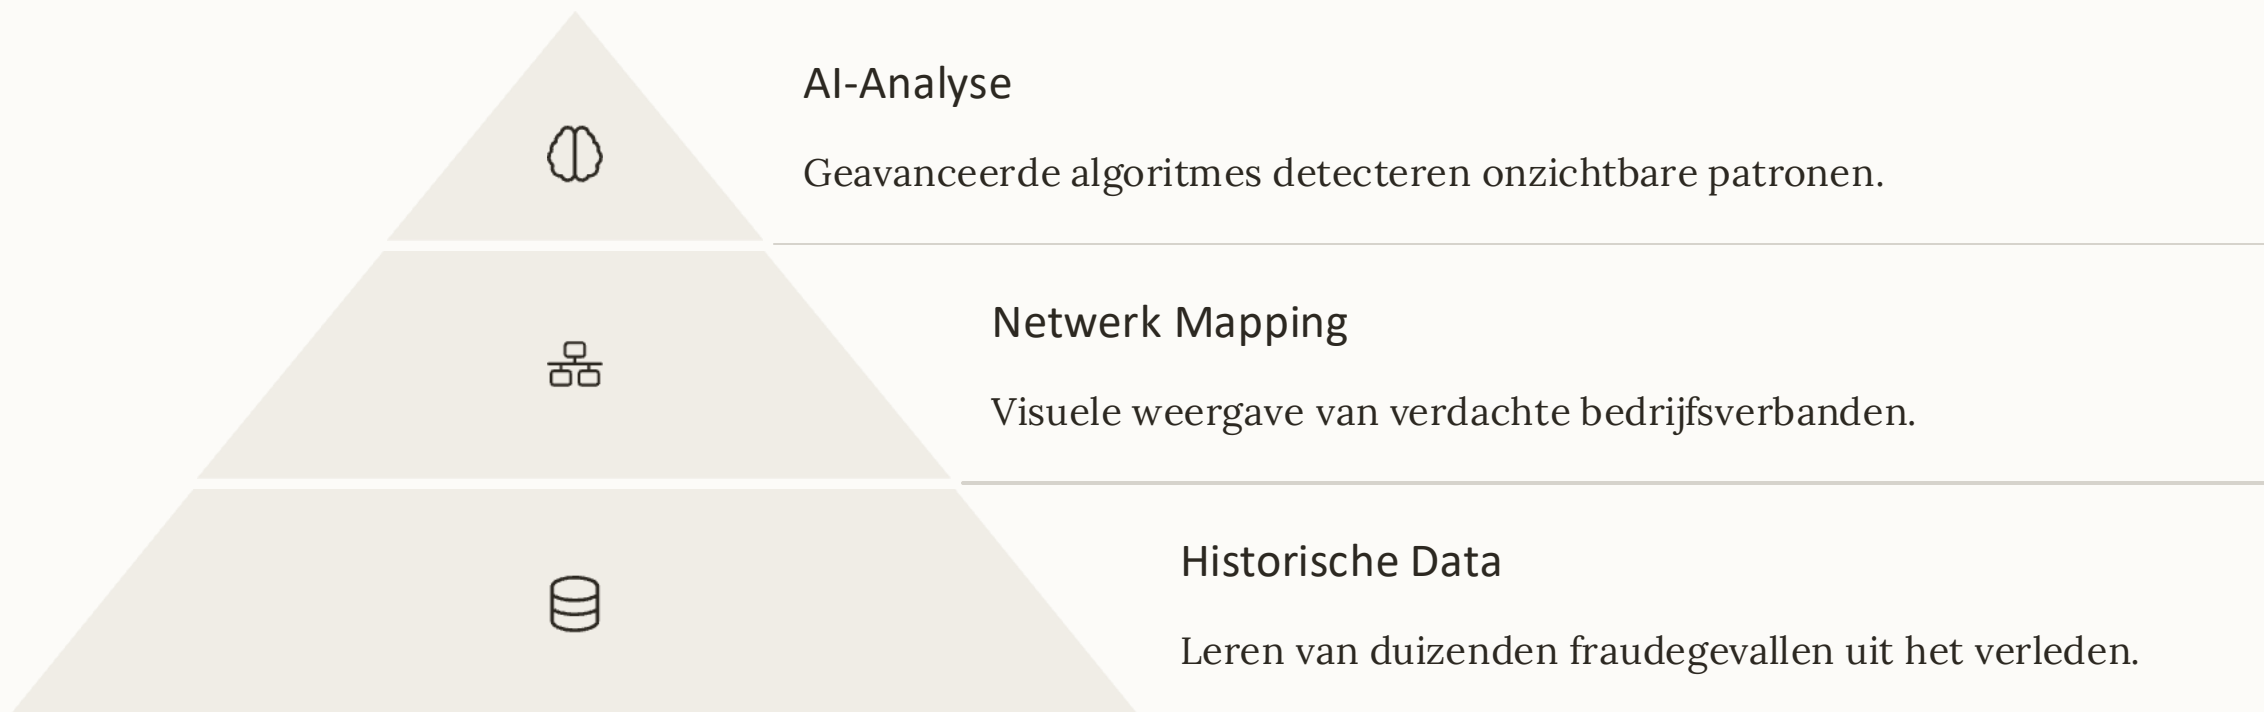 AI-Analyse
Geavanceerde algoritmes detecteren onzichtbare patronen.
Netwerk Mapping
Visuele weergave van verdachte bedrijfsverbanden.
Historische Data
Leren van duizenden fraudegevallen uit het verleden.